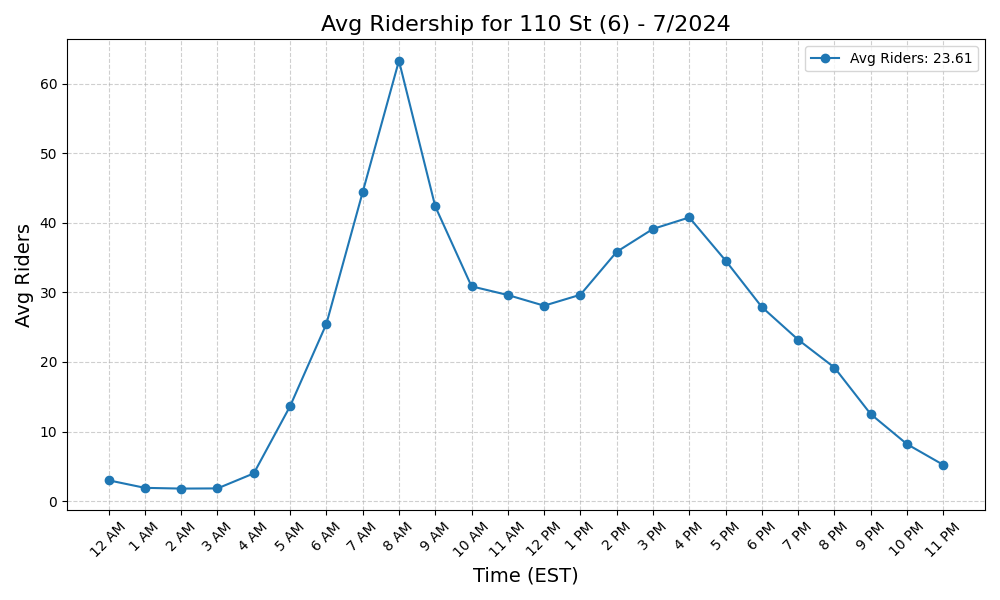 Avg Ridership for 110 St (6) - 7/2024
Avg Riders: 23.61
Avg Riders
60
50
40
30
20
10
0
12 AM
1 AM
2 AM
3 AM
4 AM
5 AM
6 AM
7 AM
8 AM
9 AM
10 AM
11 AM
12 PM
1 PM
2 PM
3 PM
4 PM
5 PM
6 PM
7 PM
8 PM
9 PM
10 PM
11 PM
Time (EST)